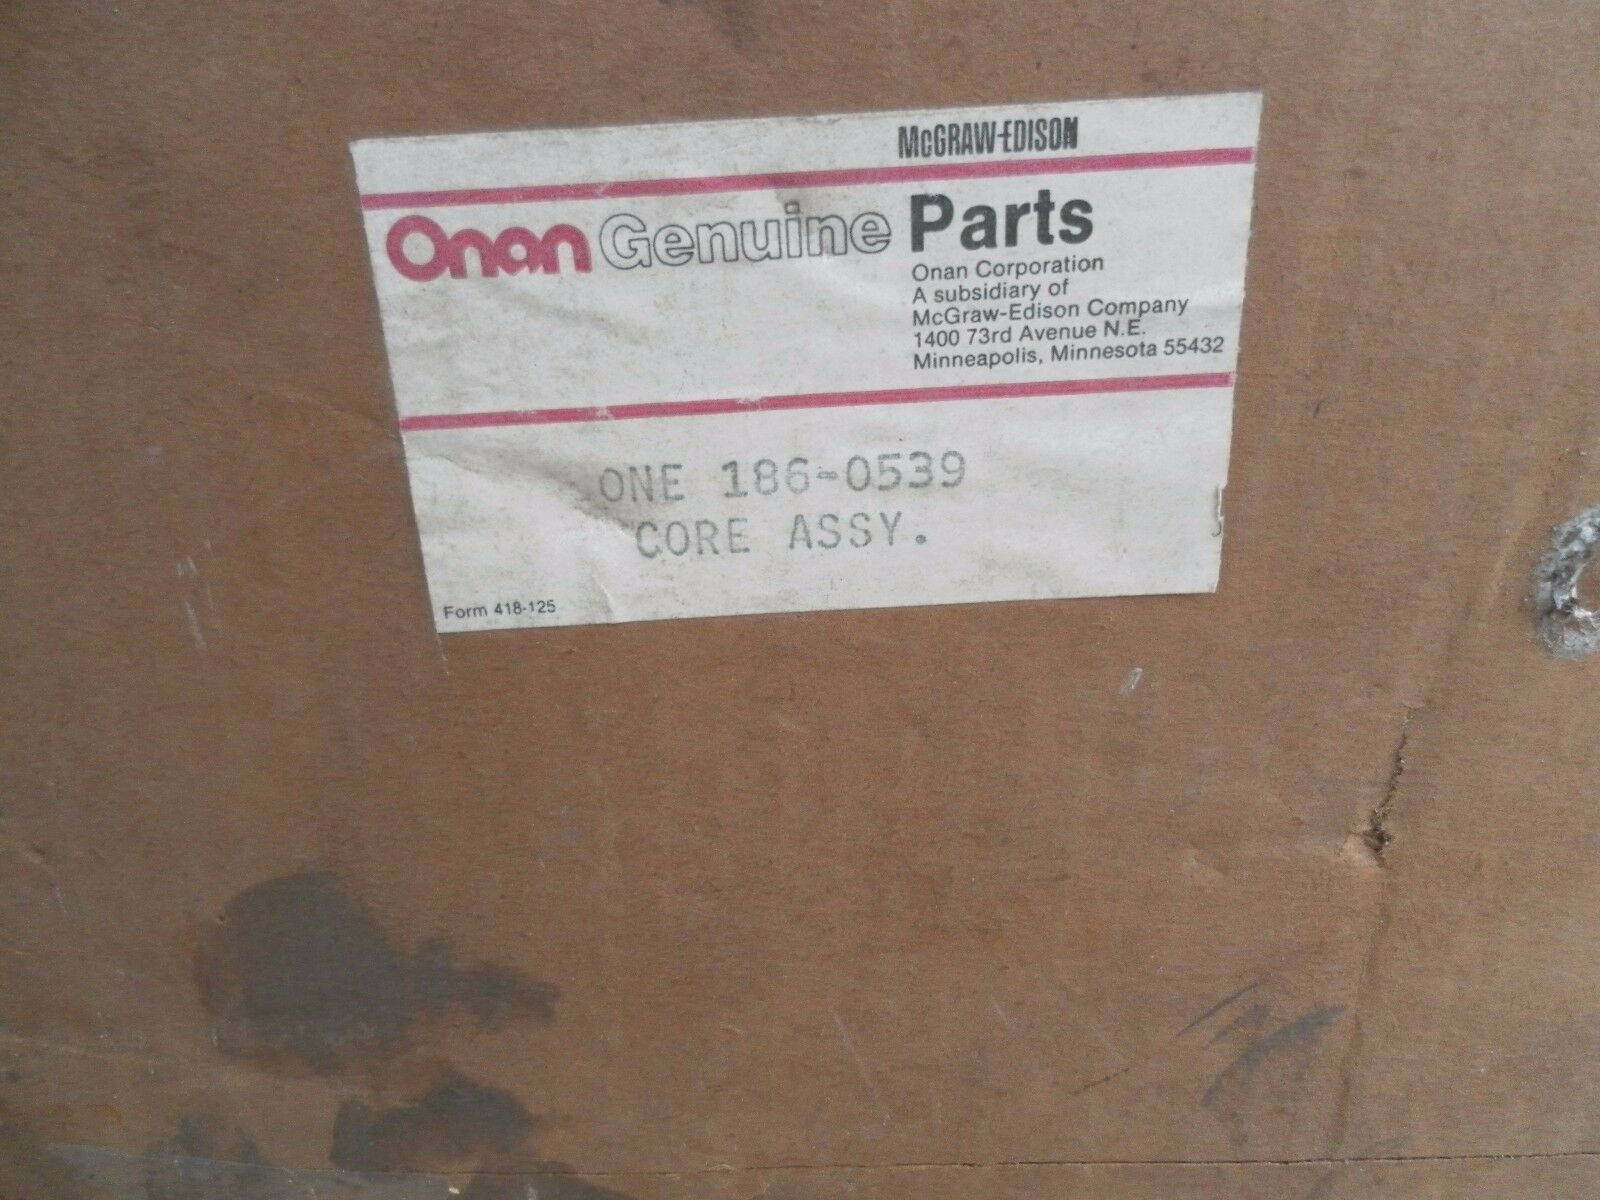 McGRAW-EDISON
Onan Genuine Parts
Onan Corporation
A subsidiary of
McGraw-Edison Company
1400 73rd Avenue N.E.
Minneapolis, Minnesota 55432
ONE 186-0539
CORE ASSY.
Form 418-125